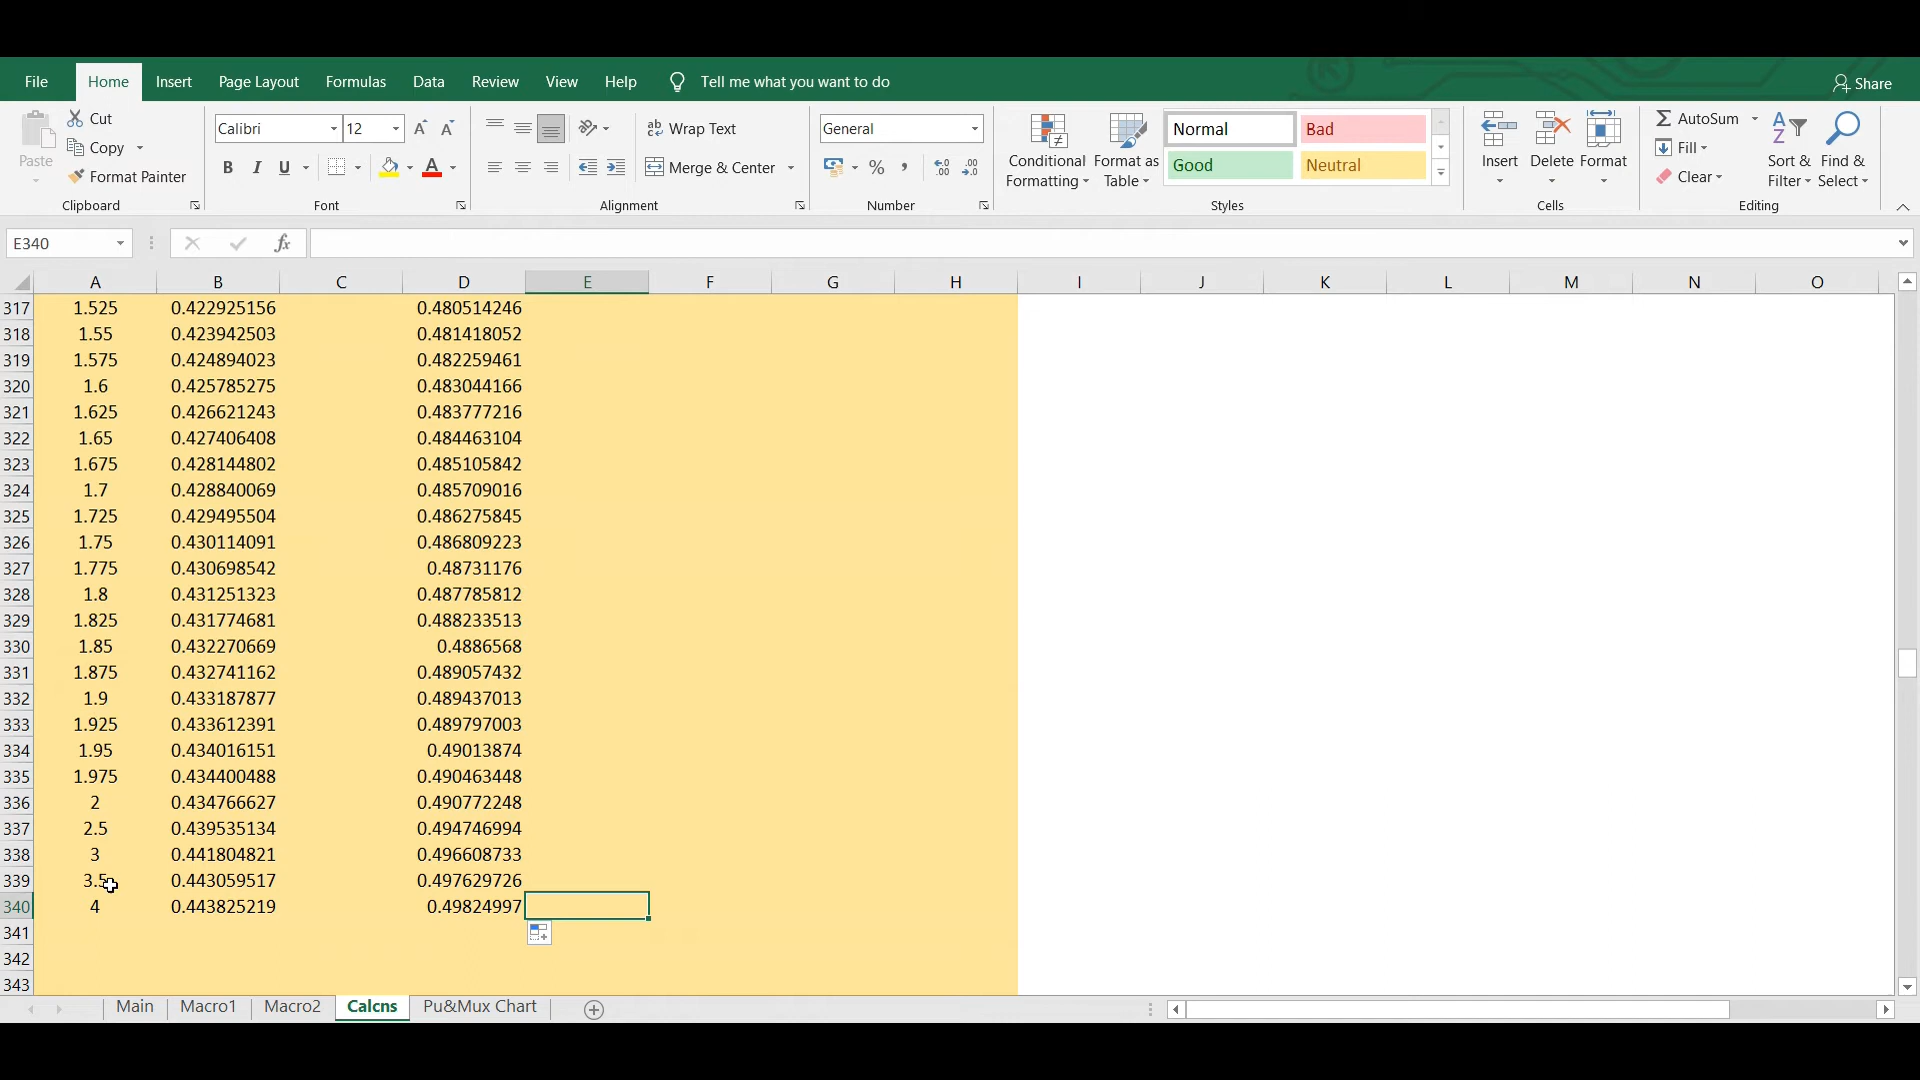 File Home Insert Page Layout Formulas Data Review View Help Tell me what you want to do Share
Paste Cut Copy Format Painter
Clipboard
Calibri 12
B I U A
Font
Wrap Text
Merge & Center
Alignment
General
% ,
Number
Conditional Formatting
Format as Table
Normal Bad
Good Neutral
Styles
Insert Delete Format
Cells
AutoSum
Fill
Clear
Sort & Filter
Find & Select
Editing
E340 fx
A B C D E F G H I J K L M N O
317 1.525 0.422925156 0.480514246
318 1.55 0.423942503 0.481418052
319 1.575 0.424894023 0.482259461
320 1.6 0.425785275 0.483044166
321 1.625 0.426621243 0.483777216
322 1.65 0.427406408 0.484463104
323 1.675 0.428144802 0.485105842
324 1.7 0.428840069 0.485709016
325 1.725 0.429495504 0.486275845
326 1.75 0.430114091 0.486809223
327 1.775 0.430698542 0.48731176
328 1.8 0.431251323 0.487785812
329 1.825 0.431774681 0.488233513
330 1.85 0.432270669 0.4886568
331 1.875 0.432741162 0.489057432
332 1.9 0.433187877 0.489437013
333 1.925 0.433612391 0.489797003
334 1.95 0.434016151 0.49013874
335 1.975 0.434400488 0.490463448
336 2 0.434766627 0.490772248
337 2.5 0.439535134 0.494746994
338 3 0.441804821 0.496608733
339 3.5 0.443059517 0.497629726
340 4 0.443825219 0.49824997
341
342
343
Main Macro1 Macro2 Calcns Pu&Mux Chart